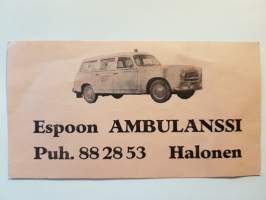 Espoon AMBULANSSI
Puh. 88 28 53 Halonen